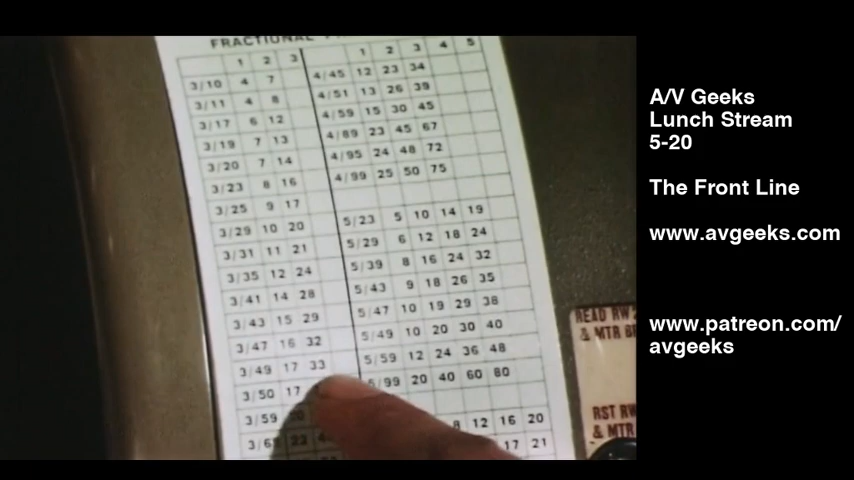 FRACTIONAL
1 2 3
3/10 4 7
3/11 4 8
3/17 6 12
3/19 7 13
3/20 7 14
3/23 8 16
3/25 9 17
3/29 10 20
3/31 11 21
3/35 12 24
3/41 14 28
3/43 15 29
3/47 16 32
3/49 17 33
3/50 17
3/59 20
23
1 2 3 4 5
4/45 12 23 34
4/51 13 26 39
4/59 15 30 45
4/89 23 45 67
4/95 24 48 72
4/99 25 50 75
5/23 5 10 14 19
5/29 6 12 18 24
5/39 8 16 24 32
5/43 9 18 26 35
5/47 10 19 29 38
5/49 10 20 30 40
5/59 12 24 36 48
5/99 20 40 60 80
8 12 16 20
17 21
READ
& MTR
RST
& MTR
A/V Geeks
Lunch Stream
5-20
The Front Line
www.avgeeks.com
www.patreon.com/
avgeeks